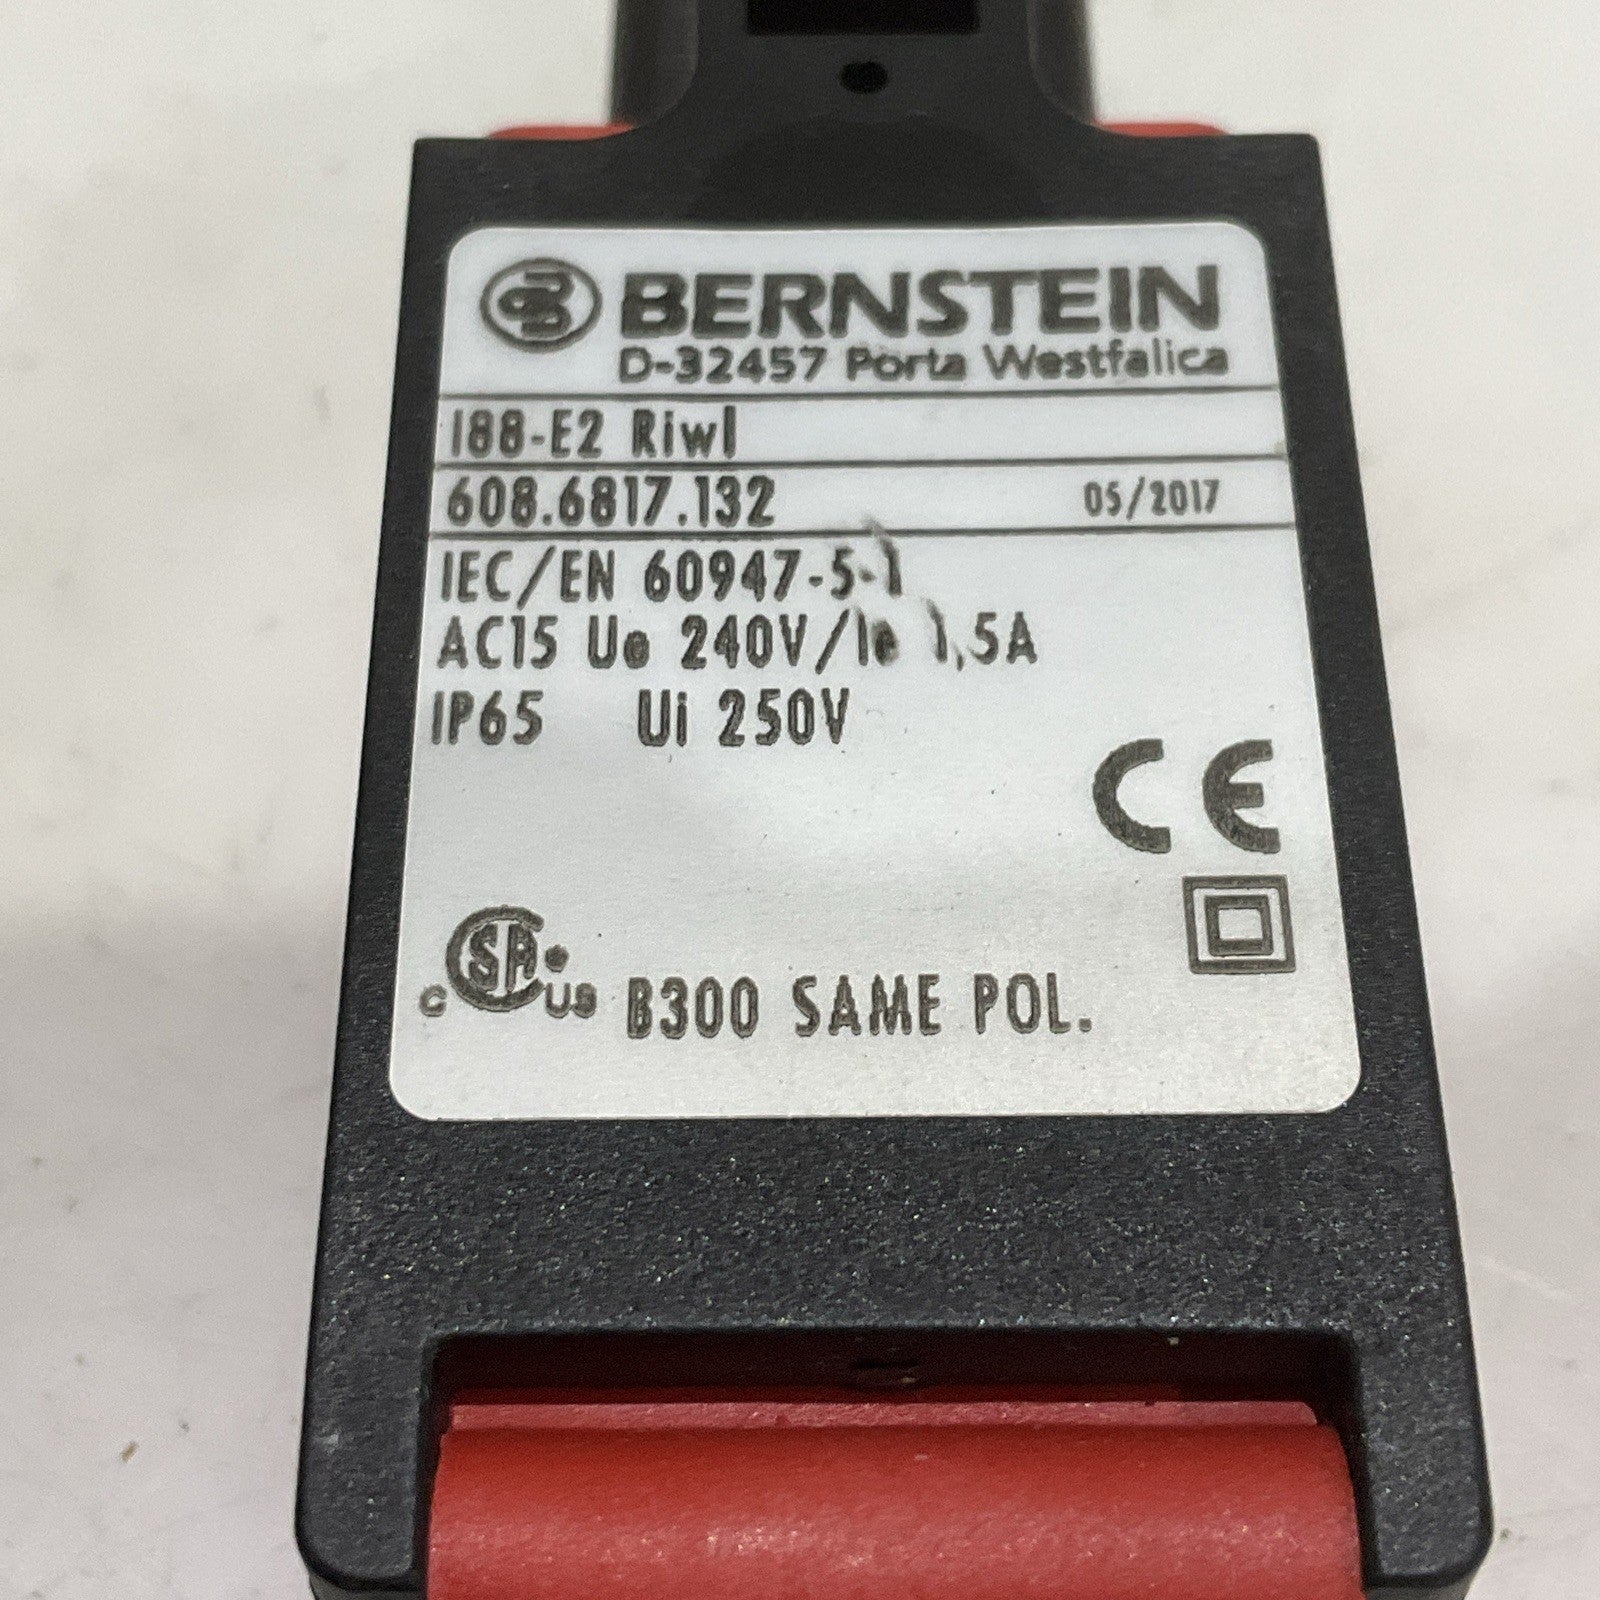 BERNSTEIN
D-32457 Porta Westfalica
I88-E2 Riwl
608.6817.132 05/2017
IEC/EN 60947-5-1
AC15 Ue 240V/Ie 1,5A
IP65 Ui 250V
CE
C SA US B300 SAME POL.